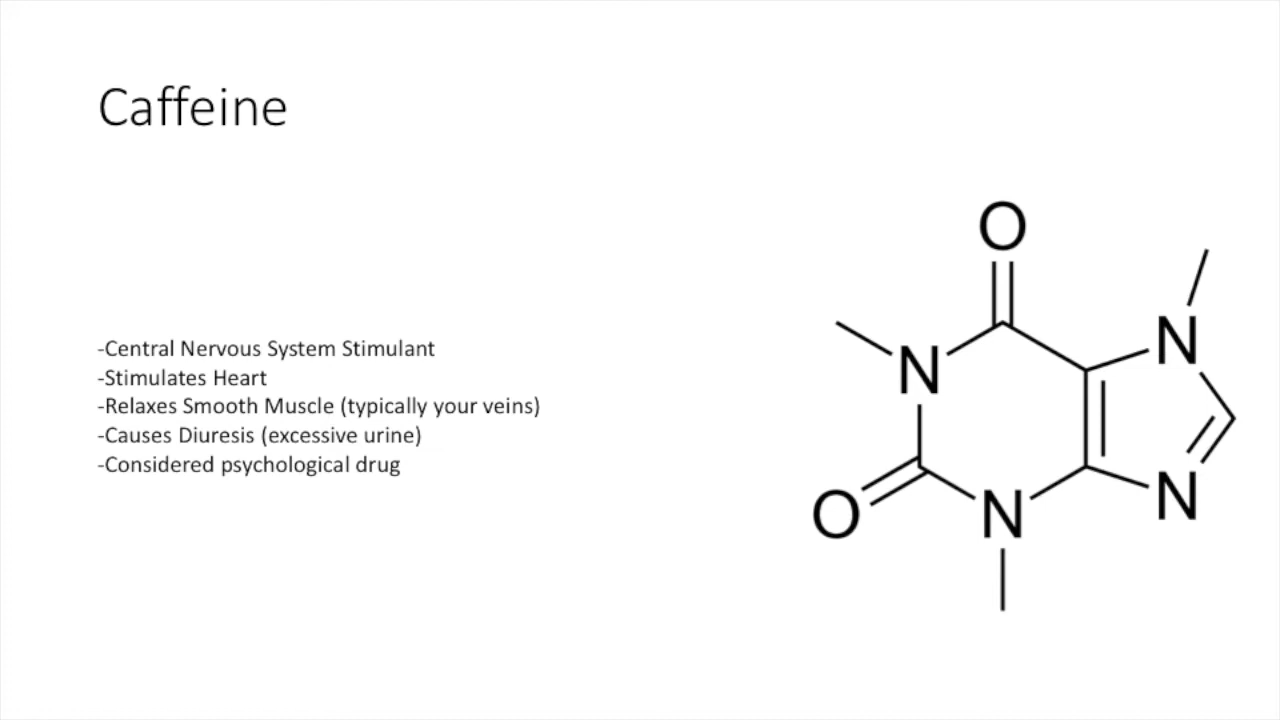 Caffeine
-Central Nervous System Stimulant
-Stimulates Heart
-Relaxes Smooth Muscle (typically your veins)
-Causes Diuresis (excessive urine)
-Considered psychological drug
O
N
N
O
N
N